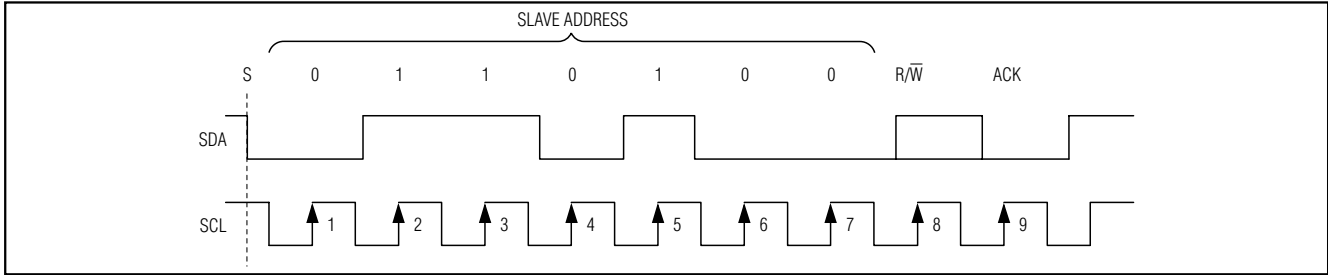 SLAVE ADDRESS
S 0 1 1 0 1 0 0 R/W̅ ACK
SDA
SCL 1 2 3 4 5 6 7 8 9